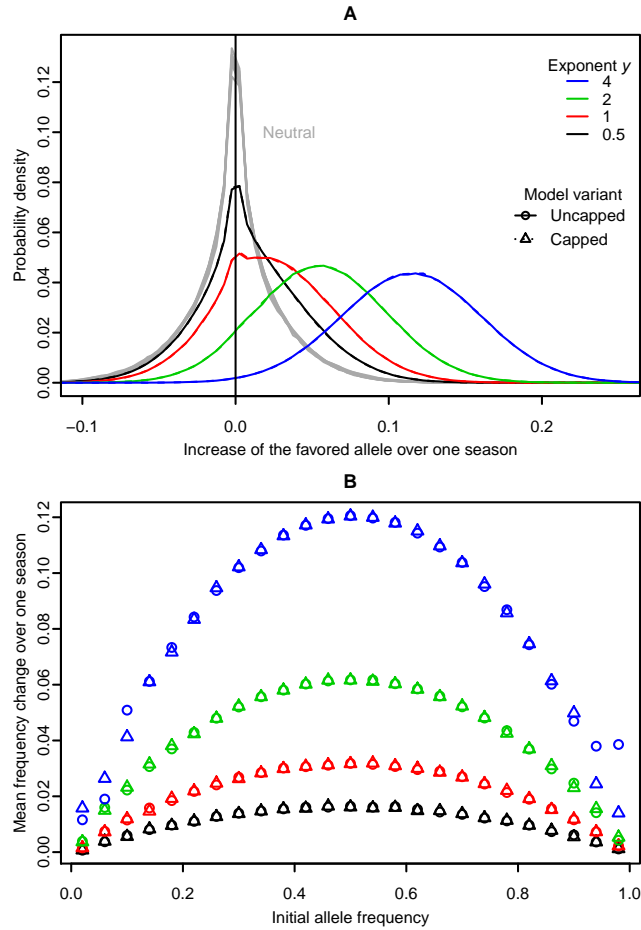 A
Probability density
0.00 0.02 0.04 0.06 0.08 0.10 0.12
Neutral
Exponent y
4
2
1
0.5
Model variant
Uncapped
Capped
−0.1 0.0 0.1 0.2
Increase of the favored allele over one season
B
Mean frequency change over one season
0.00 0.02 0.04 0.06 0.08 0.10 0.12
0.0 0.2 0.4 0.6 0.8 1.0
Initial allele frequency